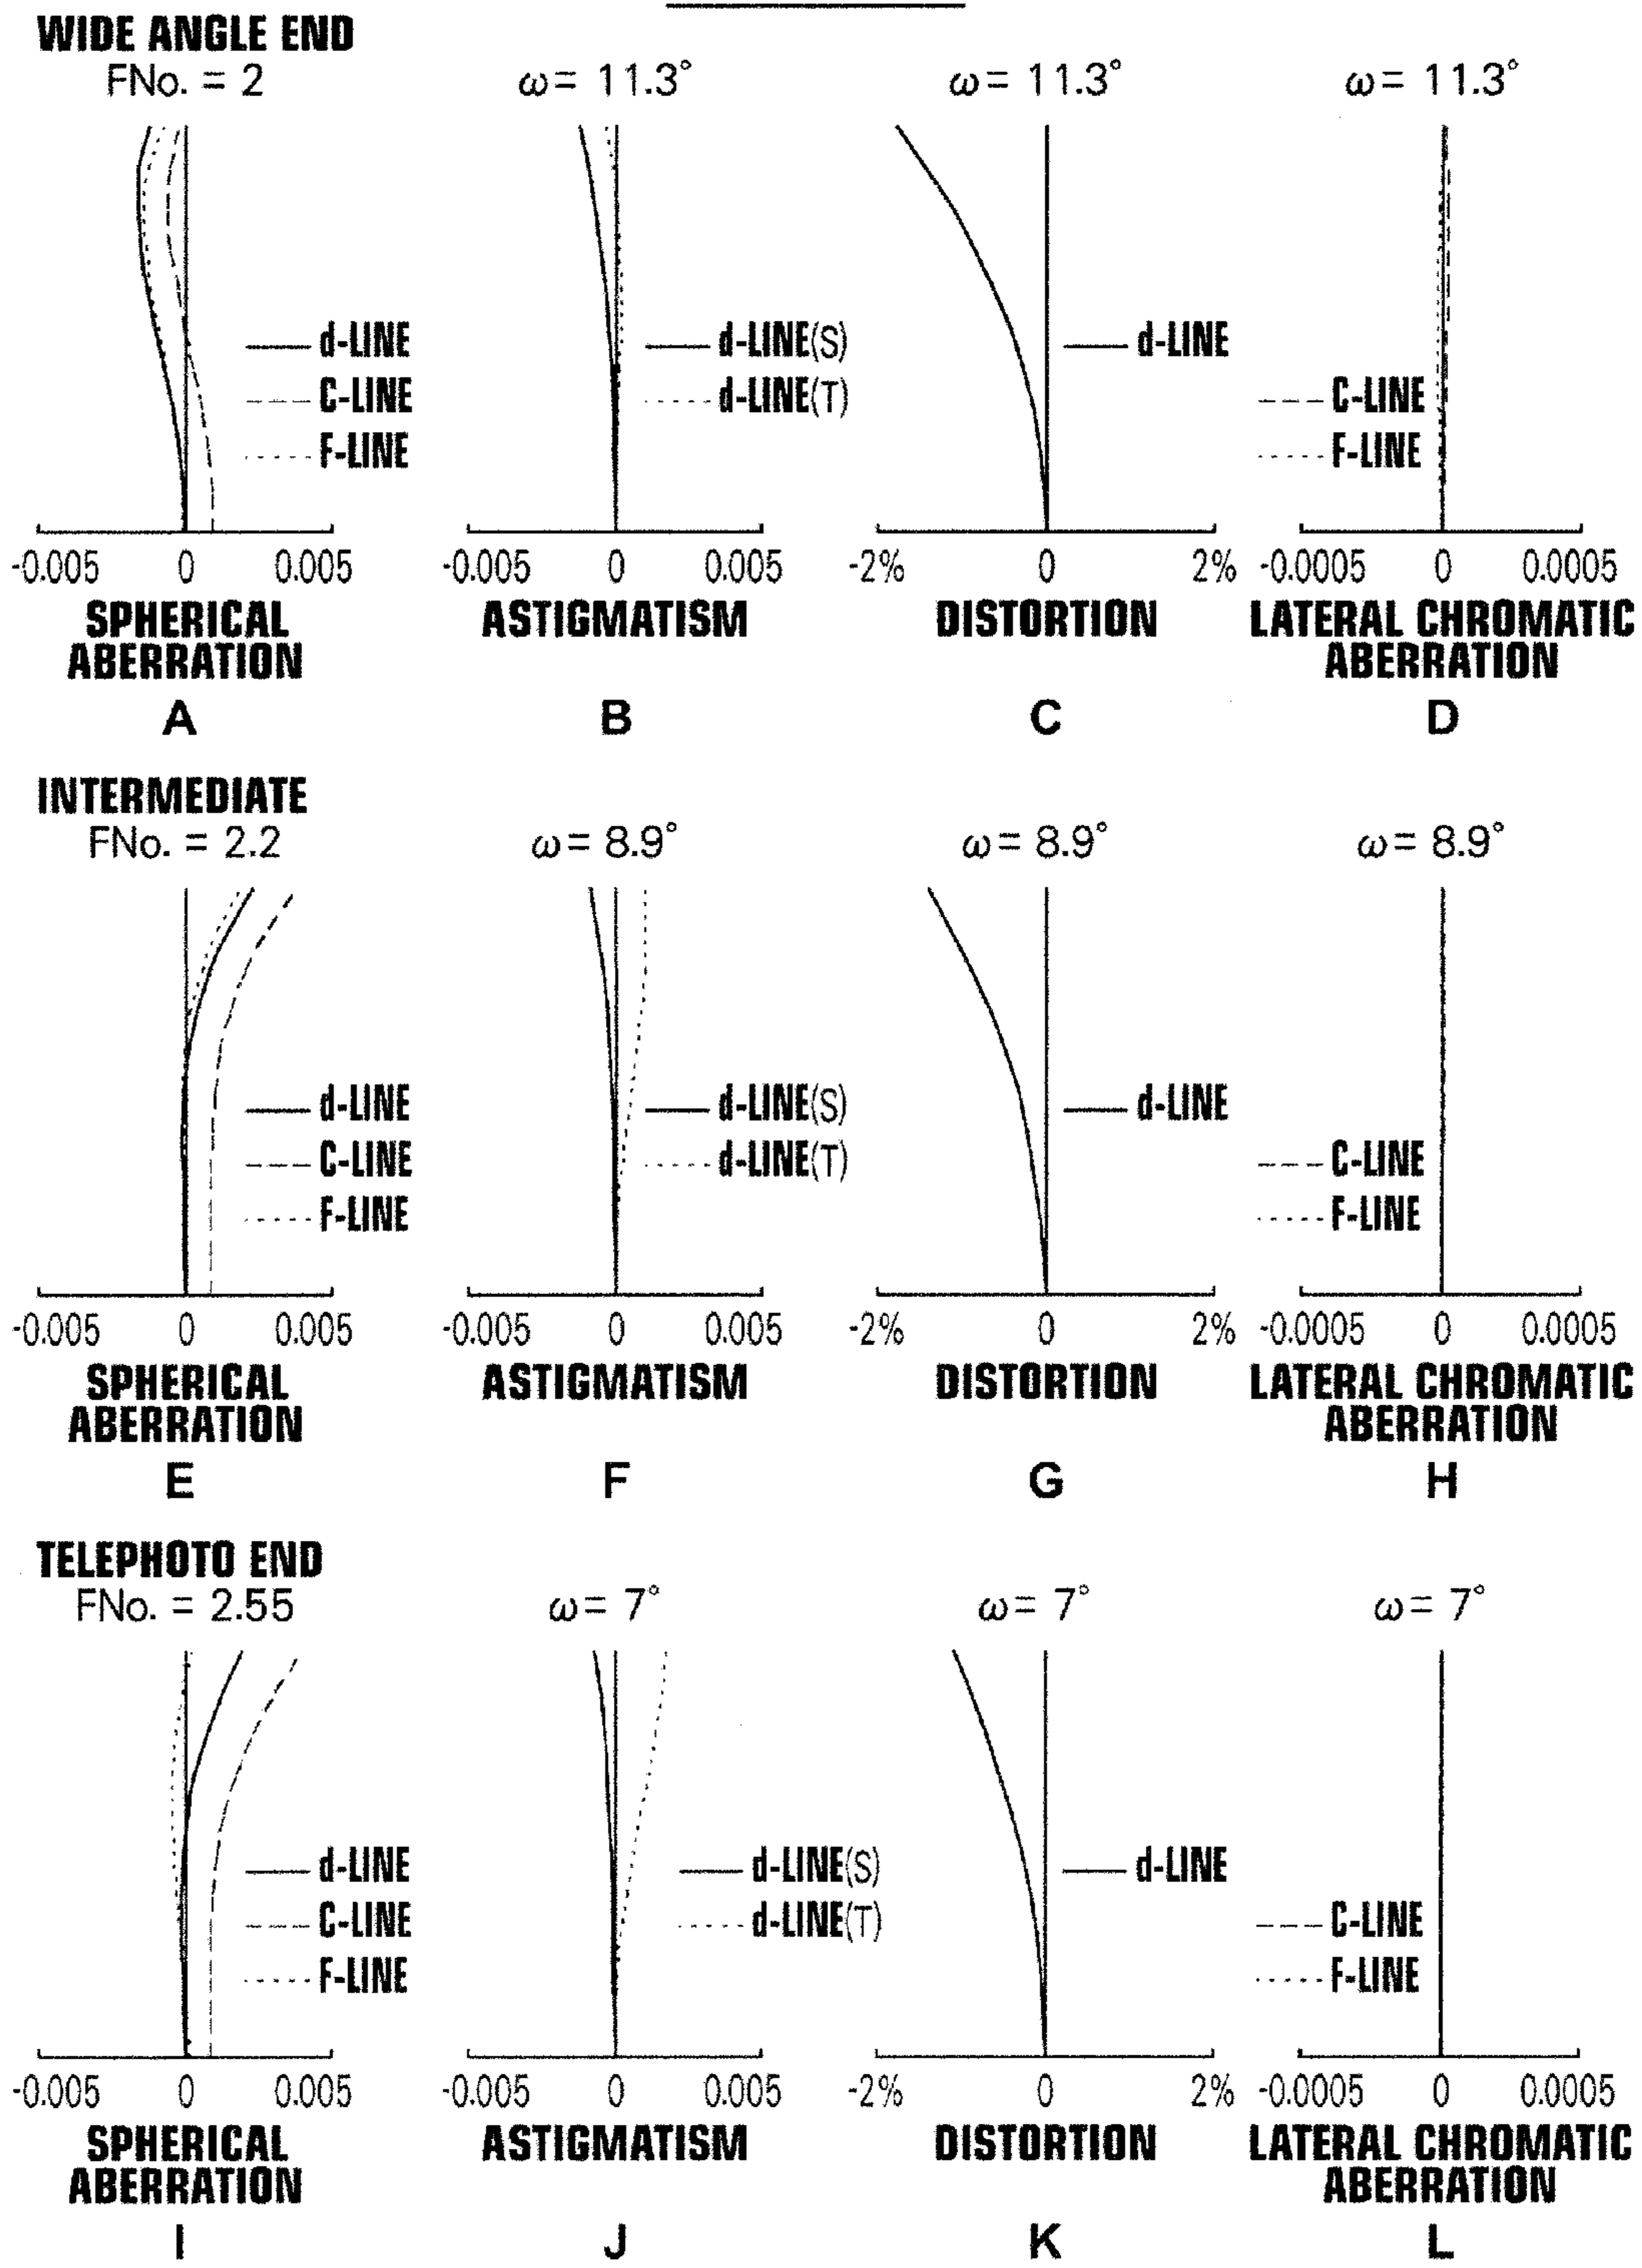 WIDE ANGLE END
FNo. = 2
ω= 11.3°
ω= 11.3°
ω= 11.3°
d-LINE
C-LINE
F-LINE
d-LINE(S)
d-LINE(T)
d-LINE
C-LINE
F-LINE
-0.005 0 0.005
-0.005 0 0.005
-2% 0 2%
-0.0005 0 0.0005
SPHERICAL
ABERRATION
ASTIGMATISM
DISTORTION
LATERAL CHROMATIC
ABERRATION
A
B
C
D
INTERMEDIATE
FNo. = 2.2
ω= 8.9°
ω= 8.9°
ω= 8.9°
d-LINE
C-LINE
F-LINE
d-LINE(S)
d-LINE(T)
d-LINE
C-LINE
F-LINE
-0.005 0 0.005
-0.005 0 0.005
-2% 0 2%
-0.0005 0 0.0005
SPHERICAL
ABERRATION
ASTIGMATISM
DISTORTION
LATERAL CHROMATIC
ABERRATION
E
F
G
H
TELEPHOTO END
FNo. = 2.55
ω= 7°
ω= 7°
ω= 7°
d-LINE
C-LINE
F-LINE
d-LINE(S)
d-LINE(T)
d-LINE
C-LINE
F-LINE
-0.005 0 0.005
-0.005 0 0.005
-2% 0 2%
-0.0005 0 0.0005
SPHERICAL
ABERRATION
ASTIGMATISM
DISTORTION
LATERAL CHROMATIC
ABERRATION
I
J
K
L